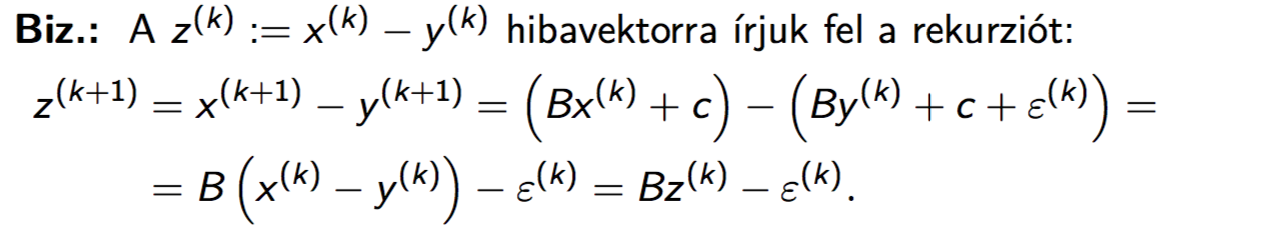 Biz.: A z^(k) := x^(k) − y^(k) hibavektorra írjuk fel a rekurziót:
z^(k+1) = x^(k+1) − y^(k+1) = (Bx^(k) + c) − (By^(k) + c + ε^(k)) =
= B (x^(k) − y^(k)) − ε^(k) = Bz^(k) − ε^(k).